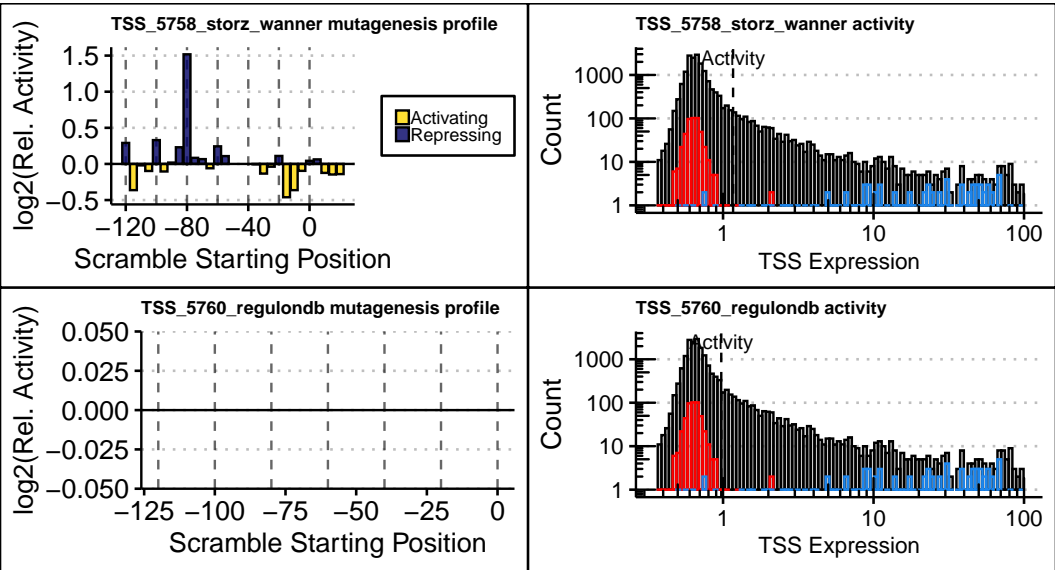 TSS_5758_storz_wanner mutagenesis profile
log2(Rel. Activity)
1.5
1.0
0.5
0.0
−0.5
−120 −80 −40 0
Scramble Starting Position
Activating
Repressing
TSS_5758_storz_wanner activity
Activity
Count
1000
100
10
1
1 10 100
TSS Expression
TSS_5760_regulondb mutagenesis profile
log2(Rel. Activity)
0.050
0.025
0.000
−0.025
−0.050
−125 −100 −75 −50 −25 0
Scramble Starting Position
TSS_5760_regulondb activity
Activity
Count
1000
100
10
1
1 10 100
TSS Expression